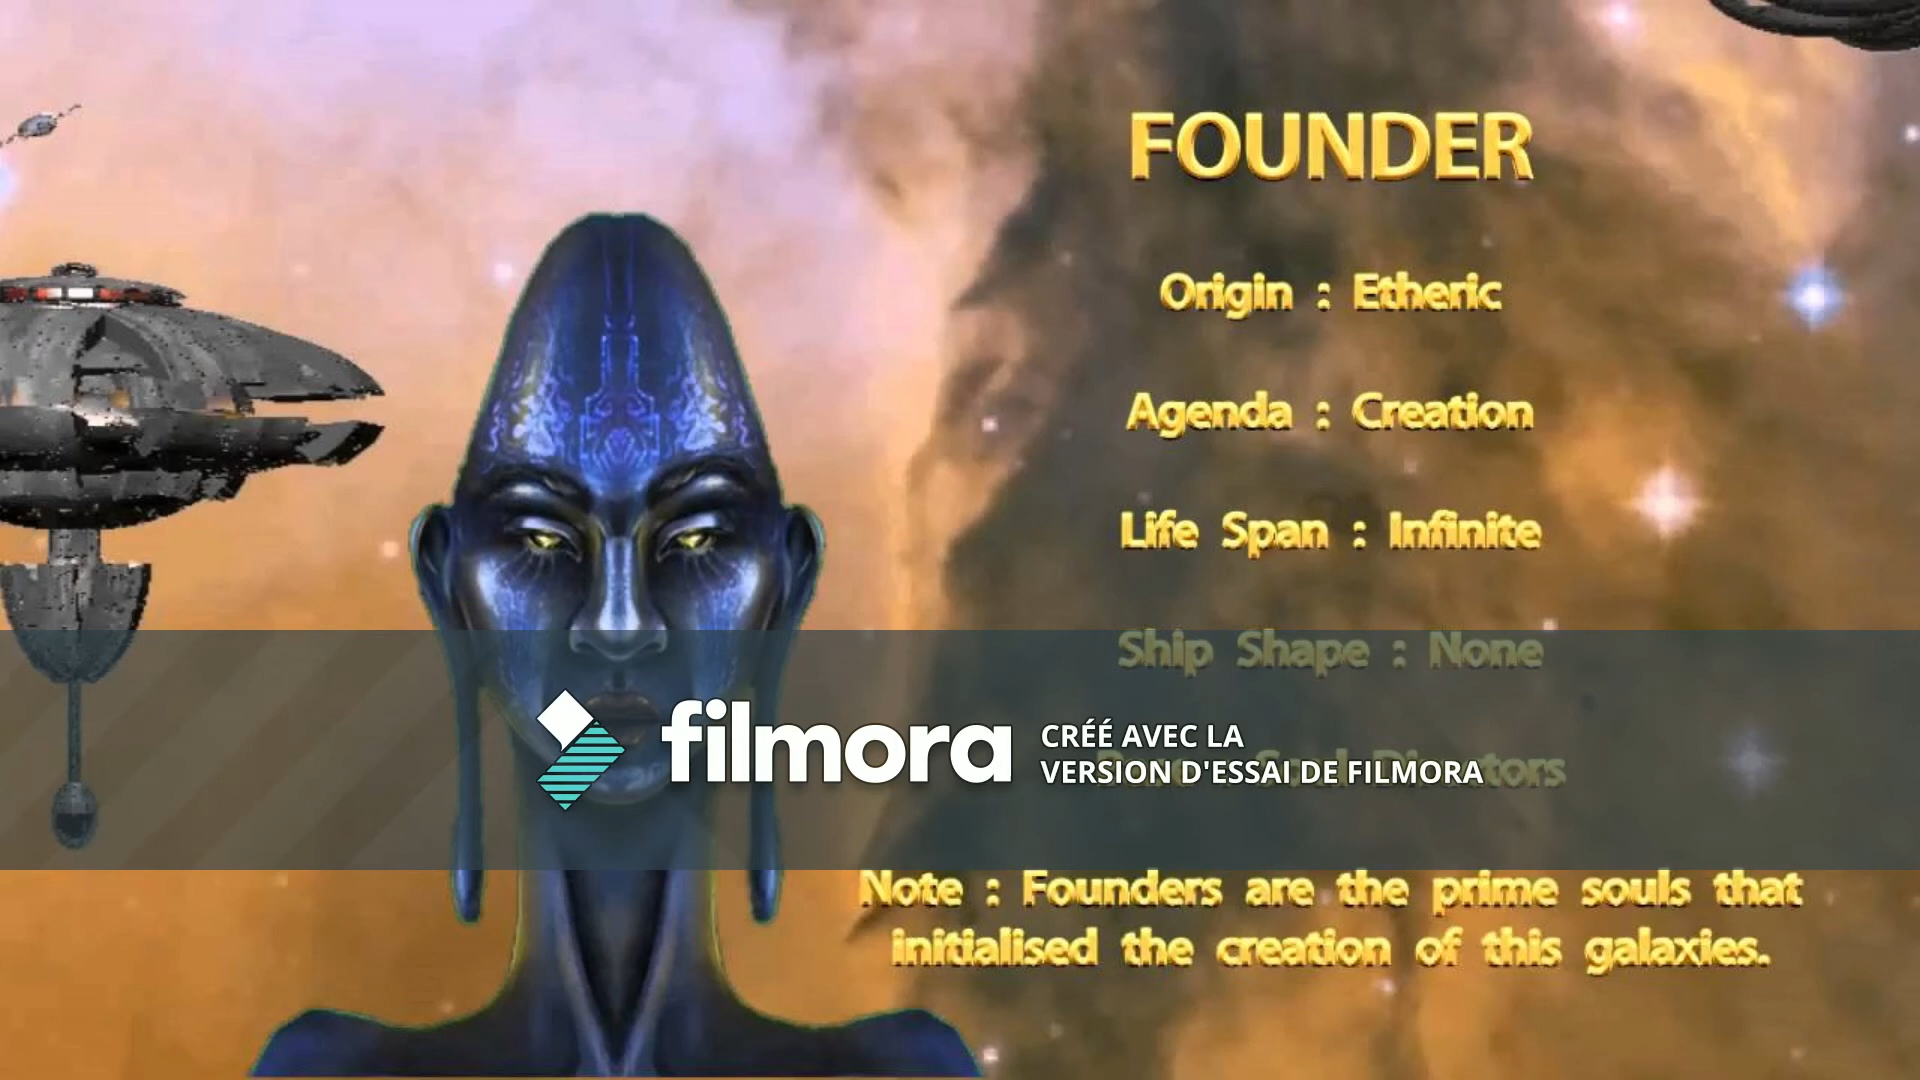 FOUNDER
Origin : Etheric
Agenda : Creation
Life Span : Infinite
Ship Shape : None
filmora
CRÉÉ AVEC LA
VERSION D'ESSAI DE FILMORA
Note : Founders are the prime souls that
initialised the creation of this galaxies.